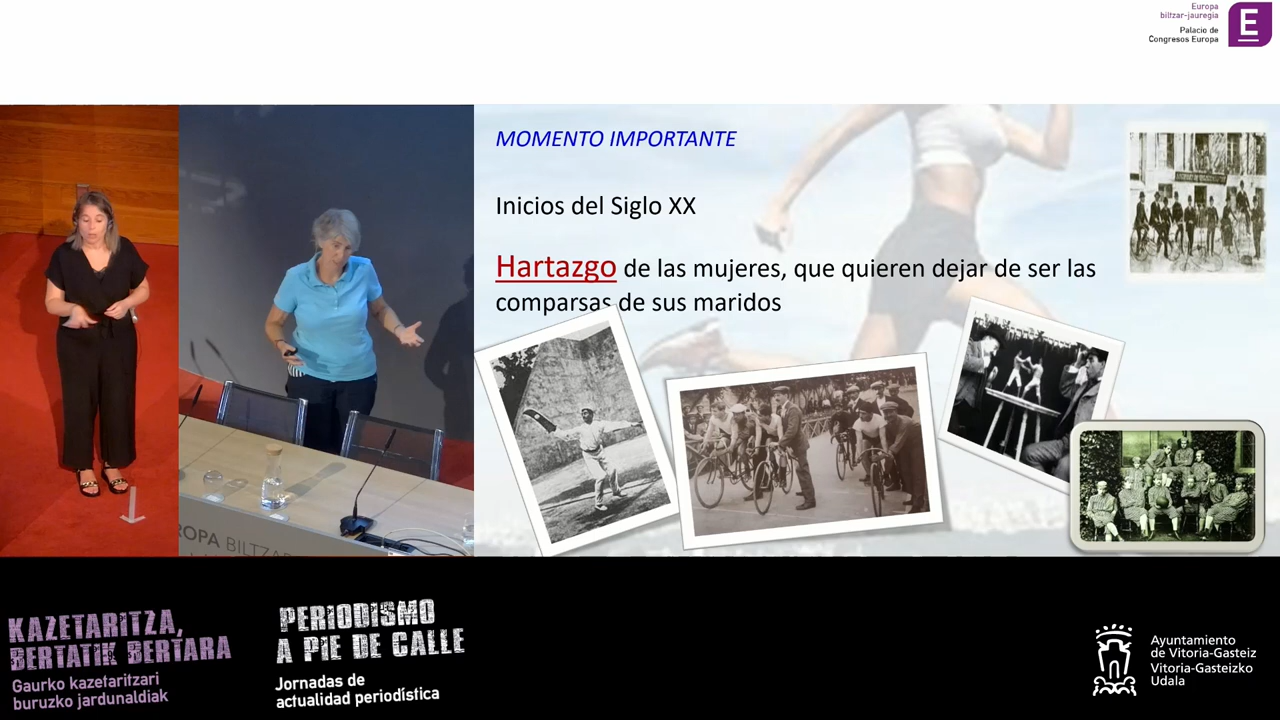 Europa
biltzar-jauregia
Palacio de
Congresos Europa
E
MOMENTO IMPORTANTE
Inicios del Siglo XX
Hartazgo de las mujeres, que quieren dejar de ser las
comparsas de sus maridos
ROPA BILTZAR
KAZETARITZA,
BERTATIK BERTARA
Gaurko kazetaritzari
buruzko jardunaldiak
PERIODISMO
A PIE DE CALLE
Jornadas de
actualidad periodística
Ayuntamiento
de Vitoria-Gasteiz
Vitoria-Gasteizko
Udala